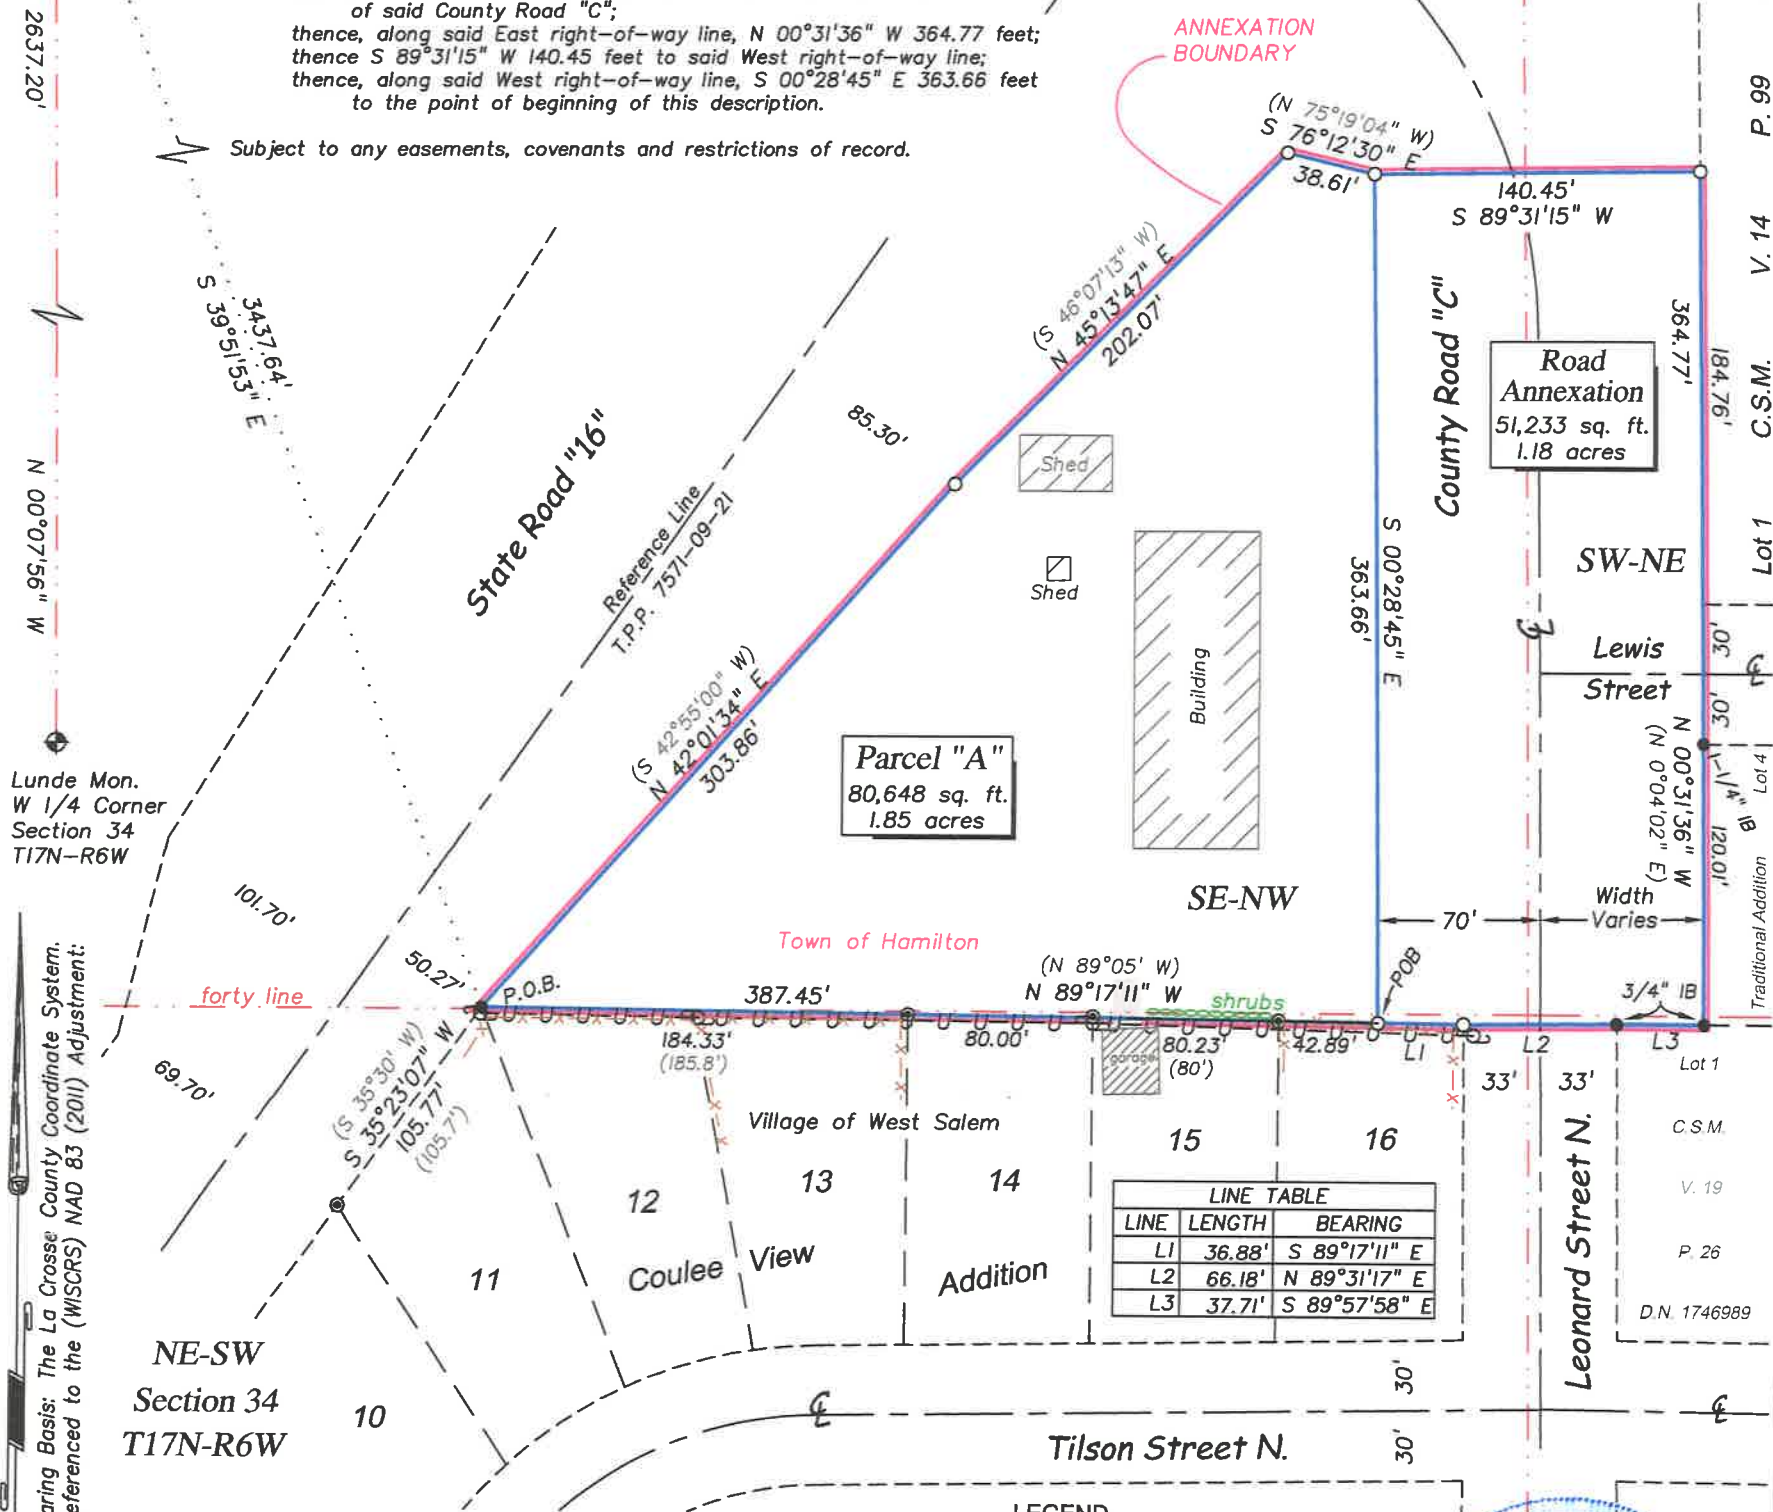 of said County Road "C";
thence, along said East right-of-way line, N 00°31'36" W 364.77 feet;
thence S 89°31'15" W 140.45 feet to said West right-of-way line;
thence, along said West right-of-way line, S 00°28'45" E 363.66 feet
to the point of beginning of this description.
Subject to any easements, covenants and restrictions of record.
ANNEXATION
BOUNDARY
2637.20'
N 00°07'56" W
3437.64'
S 39°51'53" E
(N 75°19'04" W)
S 76°12'30" E
38.61'
140.45'
S 89°31'15" W
P. 99
V. 14
C.S.M.
Lot 1
(S 46°07'13" W)
N 45°13'47" E
202.07'
State Road "16"
Reference Line
T.P.P. 7571-09-21
85.30'
Shed
Shed
Building
County Road "C"
Road
Annexation
51,233 sq. ft.
1.18 acres
364.77'
184.76'
S 00°28'45" E
363.66'
SW-NE
Lewis
Street
30'
30'
(S 42°55'00" W)
N 42°01'34" E
303.86'
Parcel "A"
80,648 sq. ft.
1.85 acres
N 00°31'36" W
(N 0°04'02" E)
1-1/4" IB
120.01'
Lot 4
Traditional Addition
Lunde Mon.
W 1/4 Corner
Section 34
T17N-R6W
SE-NW
70'
Width
Varies
101.70'
50.27'
69.70'
Town of Hamilton
forty line
P.O.B.
387.45'
(N 89°05' W)
N 89°17'11" W
shrubs
POB
3/4" IB
184.33'
(185.8')
80.00'
garage
80.23'
(80')
42.89'
L1
L2
L3
33'
33'
Lot 1
C.S.M.
V. 19
P. 26
D.N. 1746989
(S 35°30' W)
S 35°23'07" W
105.77'
(105.7')
Village of West Salem
10
11
12
13
14
15
16
Coulee View Addition
LINE TABLE
LINE LENGTH BEARING
L1 36.88' S 89°17'11" E
L2 66.18' N 89°31'17" E
L3 37.71' S 89°57'58" E
Leonard Street N.
NE-SW
Section 34
T17N-R6W
Tilson Street N.
30'
30'
aring Basis: The La Crosse County Coordinate System.
eferenced to the (WISCRS) NAD 83 (2011) Adjustment:
LEGEND